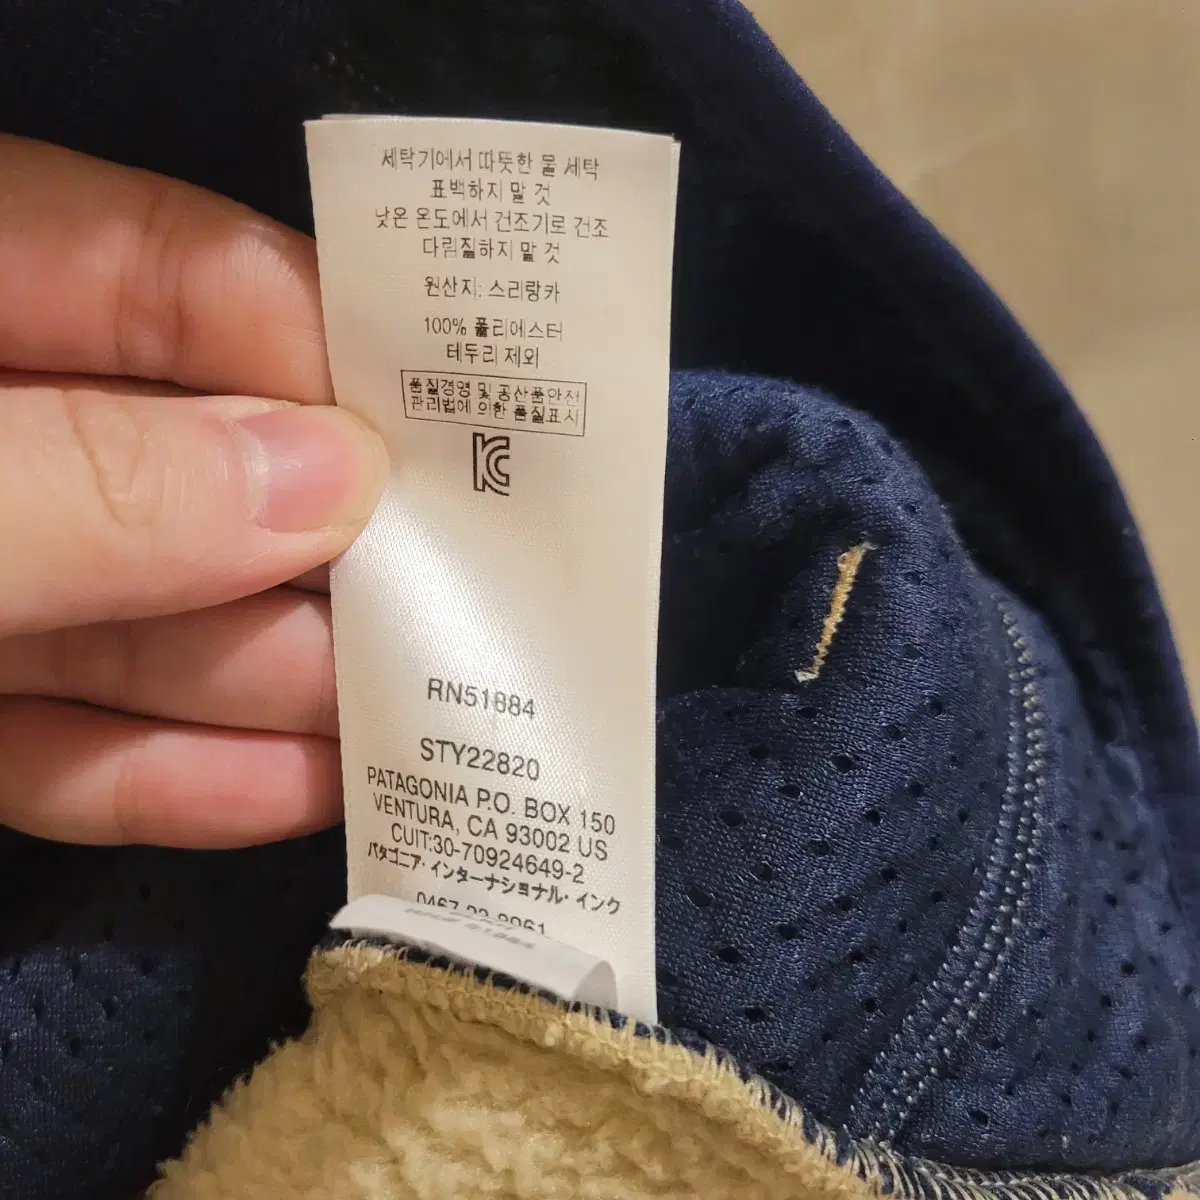 세탁기에서 따뜻한 물 세탁
표백하지 말 것
낮은 온도에서 건조기로 건조
다림질하지 말 것
원산지: 스리랑카
100% 폴리에스터
테두리 제외
품질경영 및 공산품안전
관리법에 의한 품질표시
KC
RN51884
STY22820
PATAGONIA P.O. BOX 150
VENTURA, CA 93002 US
CUIT:30-70924649-2
パタゴニア・インターナショナル・インク